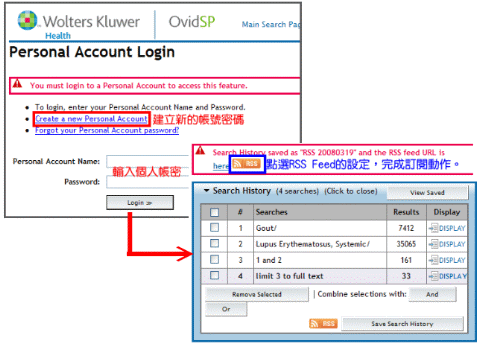 Wolters Kluwer
Health
OvidSP
Main Search Pag
Personal Account Login
You must login to a Personal Account to access this feature.
To login, enter your Personal Account Name and Password.
Create a new Personal Account 建立新的帳號密碼
Forgot your Personal Account password?
Personal Account Name:
輸入個人帳密
Password:
Login >>
Search History saved as "RSS 20080319" and the RSS feed URL is
here RSS 點選RSS Feed的設定，完成訂閱動作。
Search History (4 searches) (Click to close) View Saved
# Searches Results Display
1 Gout/ 7412 DISPLAY
2 Lupus Erythematosus, Systemic/ 35065 DISPLAY
3 1 and 2 161 DISPLAY
4 limit 3 to full text 33 DISPLAY
Remove Selected | Combine selections with: And
Or
RSS Save Search History